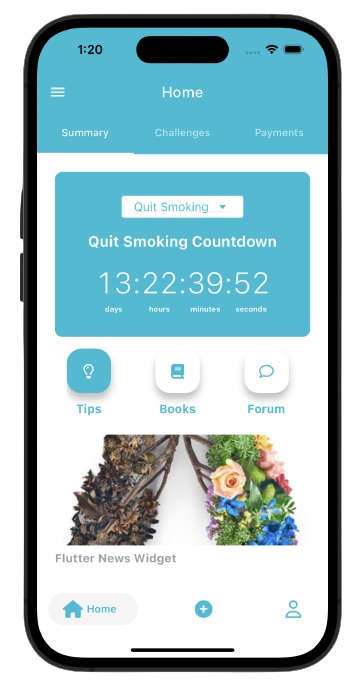 1:20
Home
Summary Challenges Payments
Quit Smoking
Quit Smoking Countdown
13:22:39:52
days hours minutes seconds
Tips Books Forum
Flutter News Widget
Home